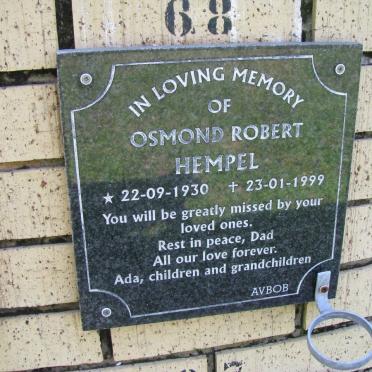 68
IN LOVING MEMORY
OF
OSMOND ROBERT
HEMPEL
★ 22-09-1930 ✝ 23-01-1999
You will be greatly missed by your
loved ones.
Rest in peace, Dad
All our love forever.
Ada, children and grandchildren
AVBOB